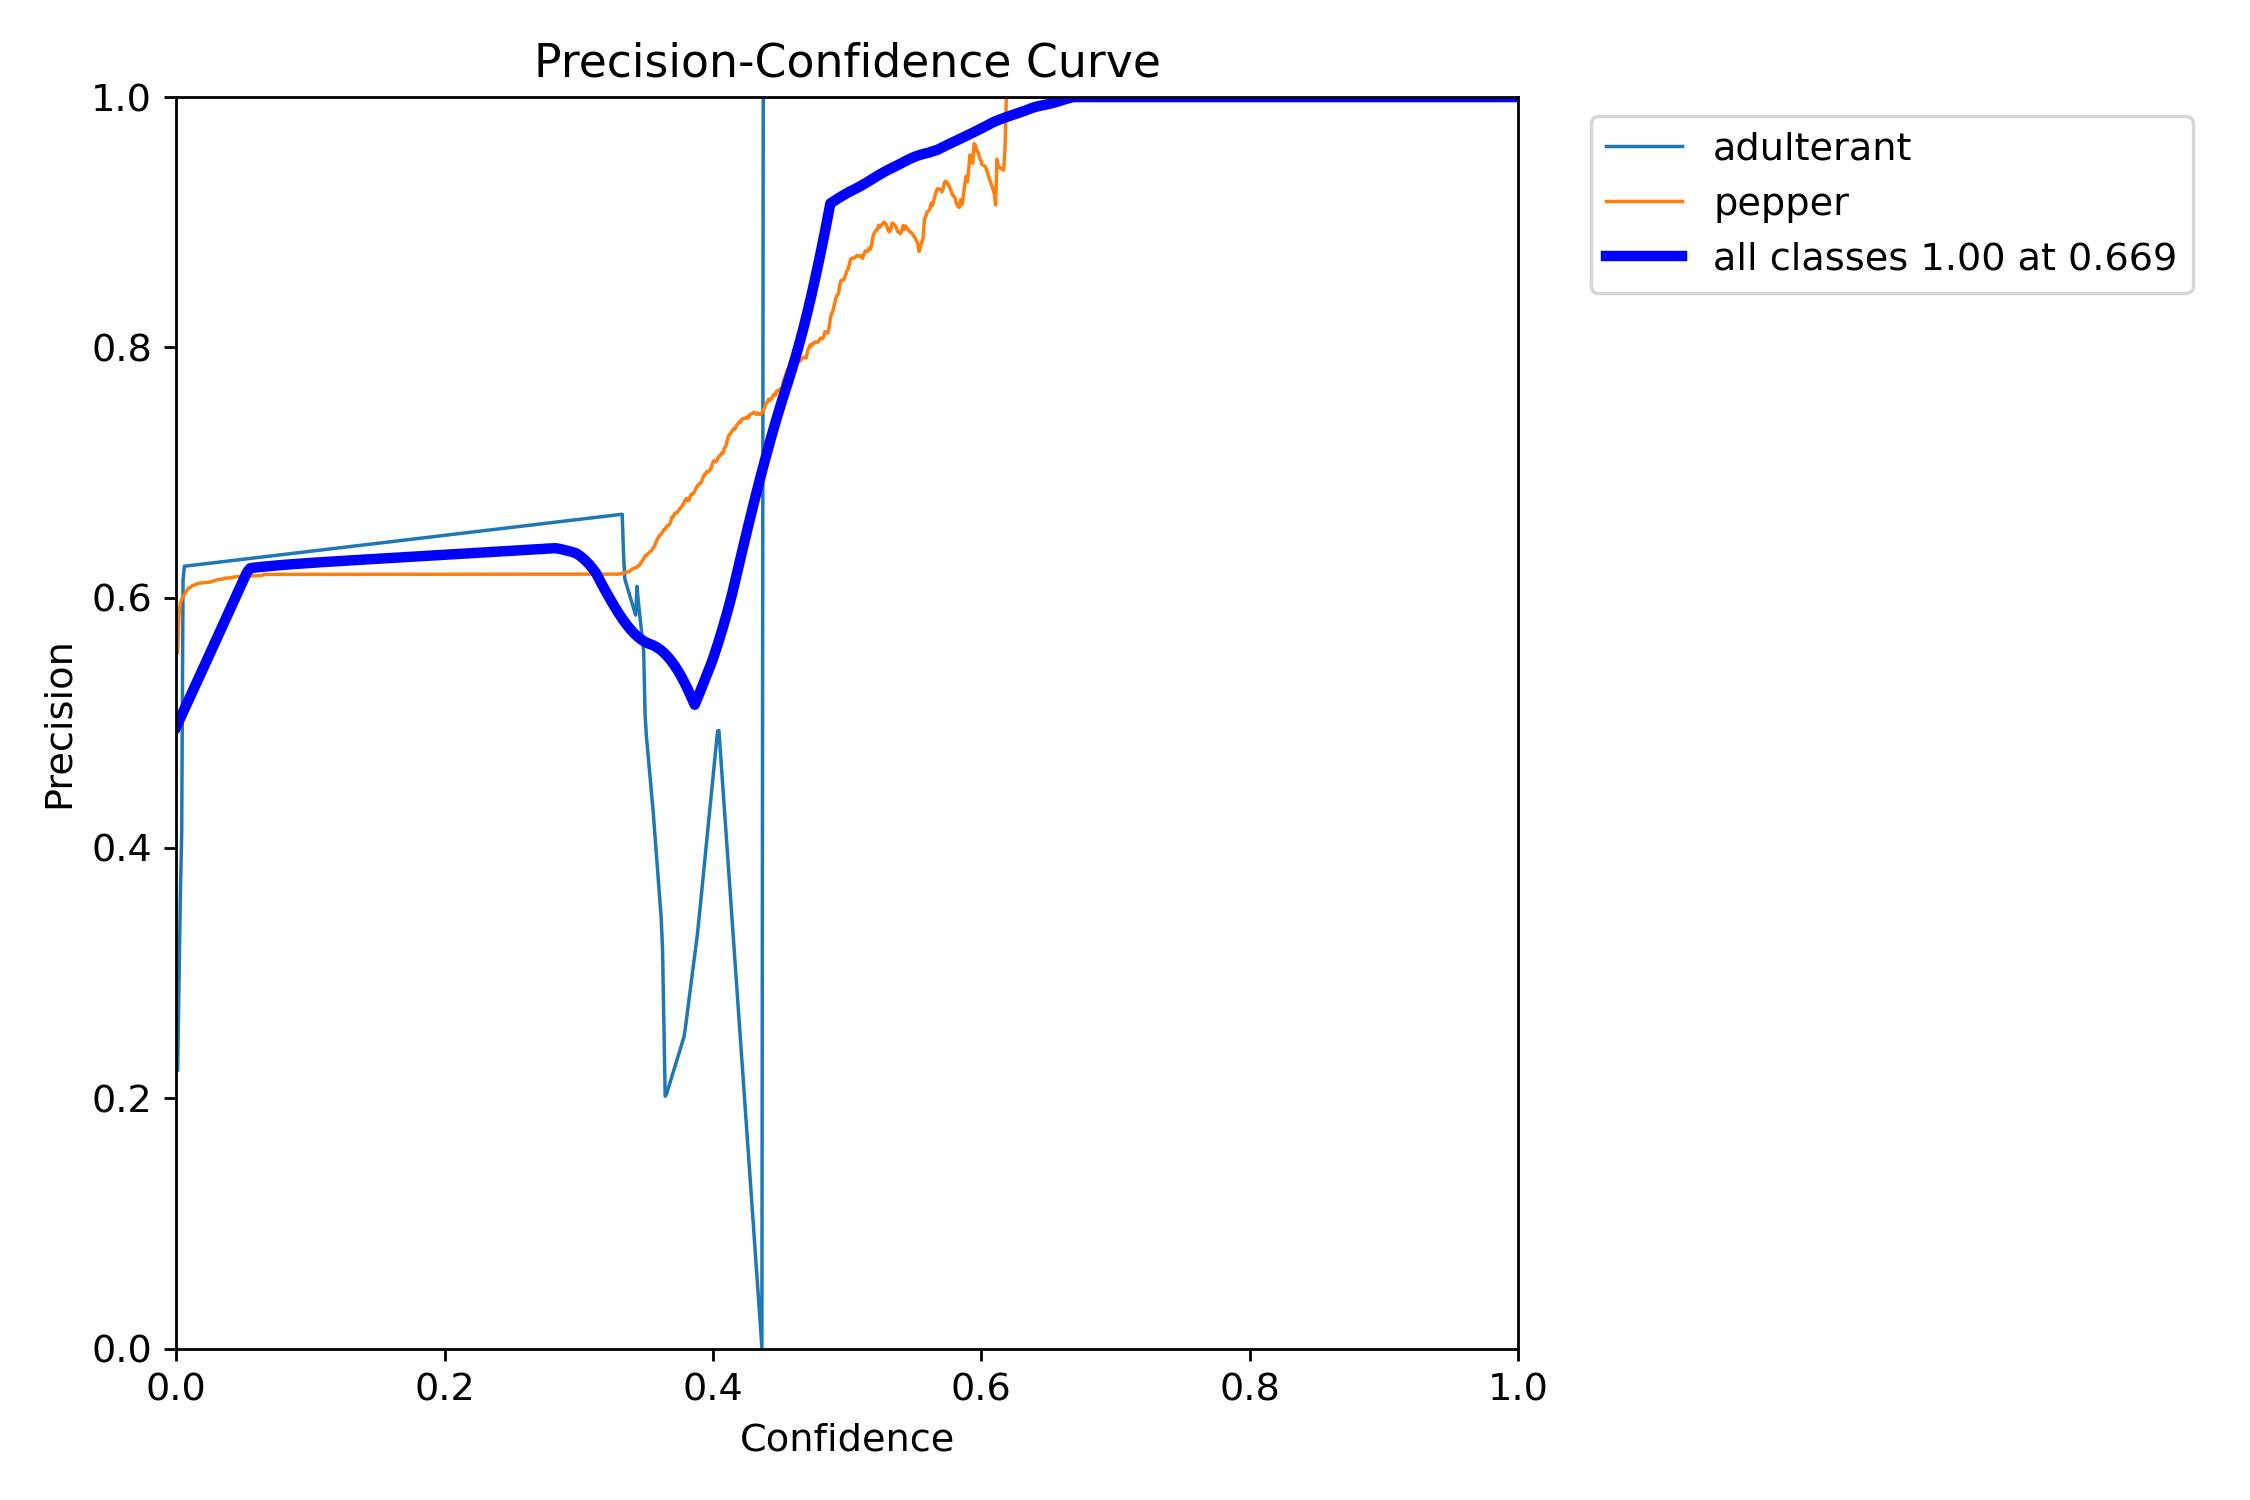 Precision-Confidence Curve
1.0
0.8
0.6
0.4
0.2
0.0
Precision
0.0 0.2 0.4 0.6 0.8 1.0
Confidence
adulterant
pepper
all classes 1.00 at 0.669